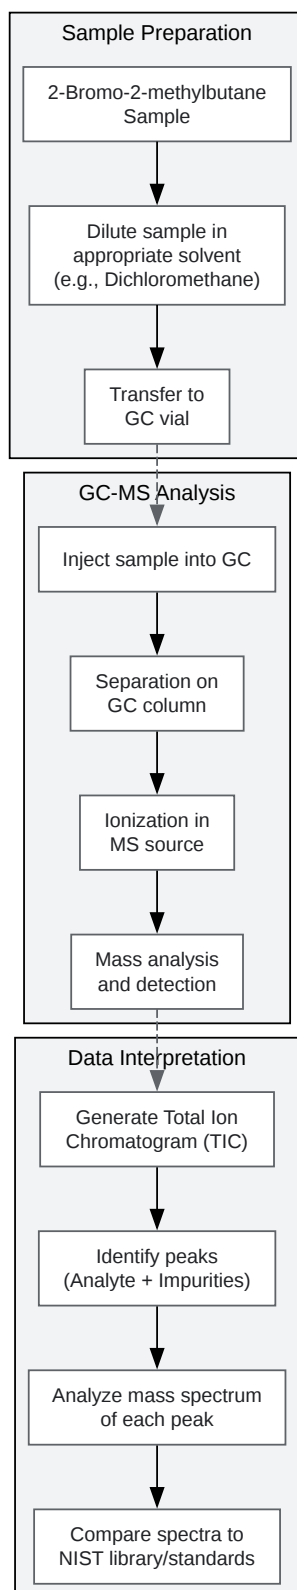 Sample Preparation
2-Bromo-2-methylbutane
Sample
Dilute sample in
appropriate solvent
(e.g., Dichloromethane)
Transfer to
GC vial
GC-MS Analysis
Inject sample into GC
Separation on
GC column
Ionization in
MS source
Mass analysis
and detection
Data Interpretation
Generate Total Ion
Chromatogram (TIC)
Identify peaks
(Analyte + Impurities)
Analyze mass spectrum
of each peak
Compare spectra to
NIST library/standards